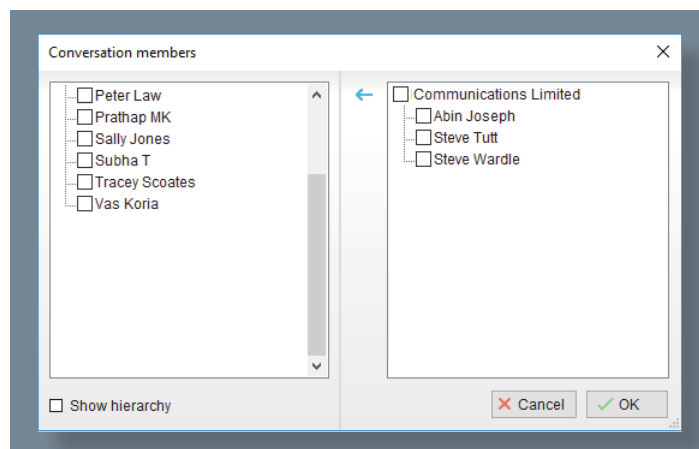 Conversation members
Peter Law
Prathap MK
Sally Jones
Subha T
Tracey Scoates
Vas Koria
Communications Limited
Abin Joseph
Steve Tutt
Steve Wardle
Show hierarchy
Cancel
OK